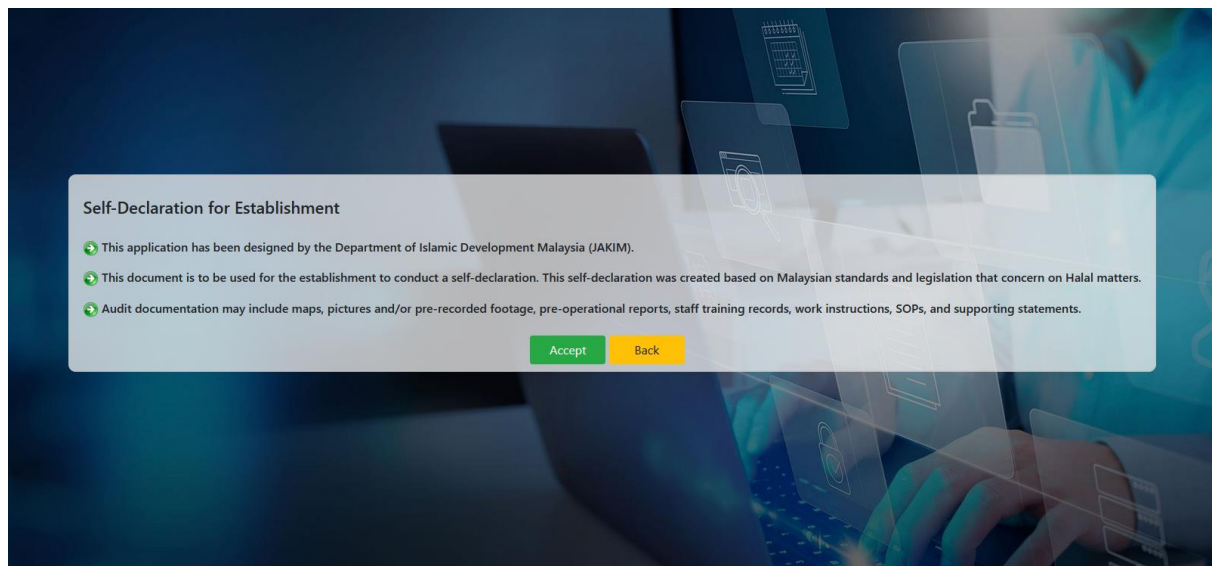 Self-Declaration for Establishment
This application has been designed by the Department of Islamic Development Malaysia (JAKIM).
This document is to be used for the establishment to conduct a self-declaration. This self-declaration was created based on Malaysian standards and legislation that concern on Halal matters.
Audit documentation may include maps, pictures and/or pre-recorded footage, pre-operational reports, staff training records, work instructions, SOPs, and supporting statements.
Accept Back